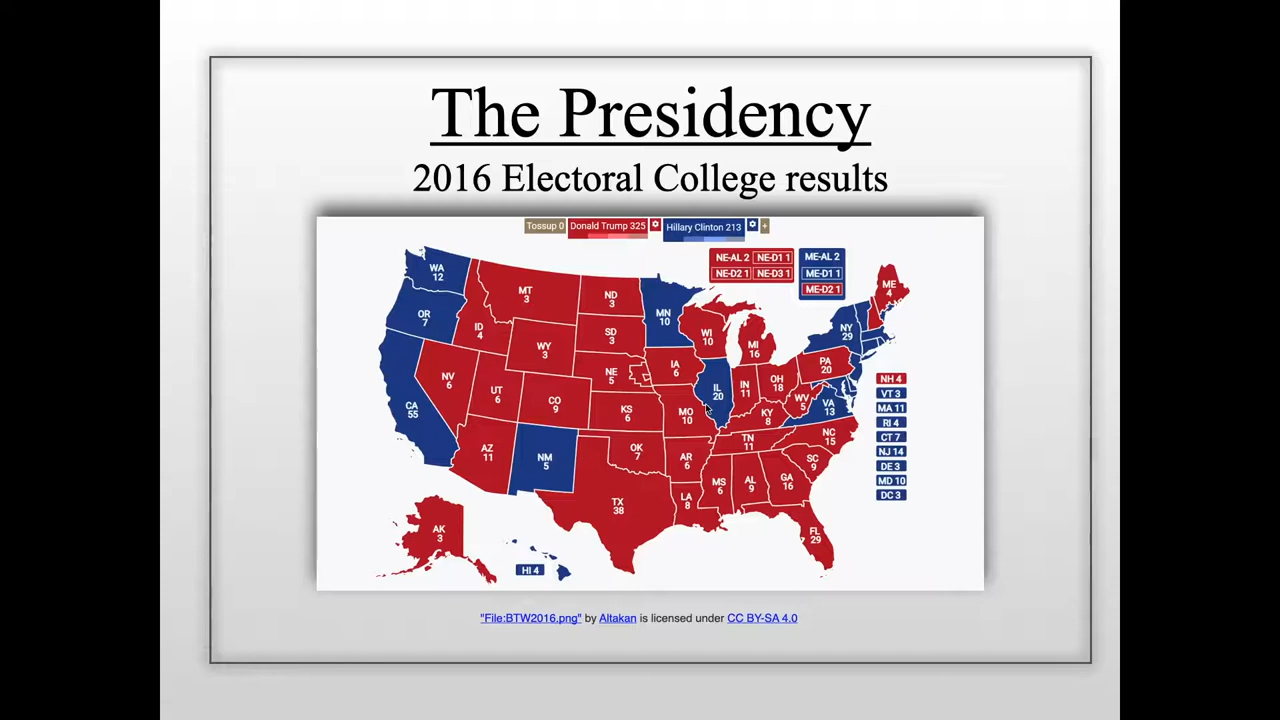 The Presidency
2016 Electoral College results
Tossup 0 Donald Trump 325 Hillary Clinton 213 +
NE-AL 2 NE-D1 1 ME-AL 2
NE-D2 1 NE-D3 1 ME-D1 1
ME-D2 1
WA
12
OR
7
CA
55
NV
6
ID
4
MT
3
WY
3
UT
6
CO
9
AZ
11
NM
5
ND
3
SD
3
NE
5
KS
6
OK
7
TX
38
MN
10
IA
6
MO
10
AR
6
LA
8
WI
10
IL
20
MI
16
IN
11
OH
18
KY
8
TN
11
MS
6
AL
9
GA
16
FL
29
SC
9
NC
15
VA
13
WV
5
PA
20
NY
29
ME
4
AK
3
HI 4
NH 4
VT 3
MA 11
RI 4
CT 7
NJ 14
DE 3
MD 10
DC 3
"File:BTW2016.png" by Altakan is licensed under CC BY-SA 4.0